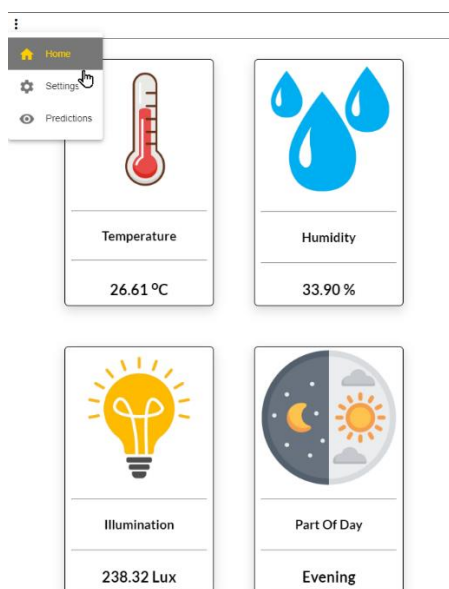 Home
Settings
Predictions
Temperature
Humidity
26.61 ºC
33.90 %
Illumination
Part Of Day
238.32 Lux
Evening